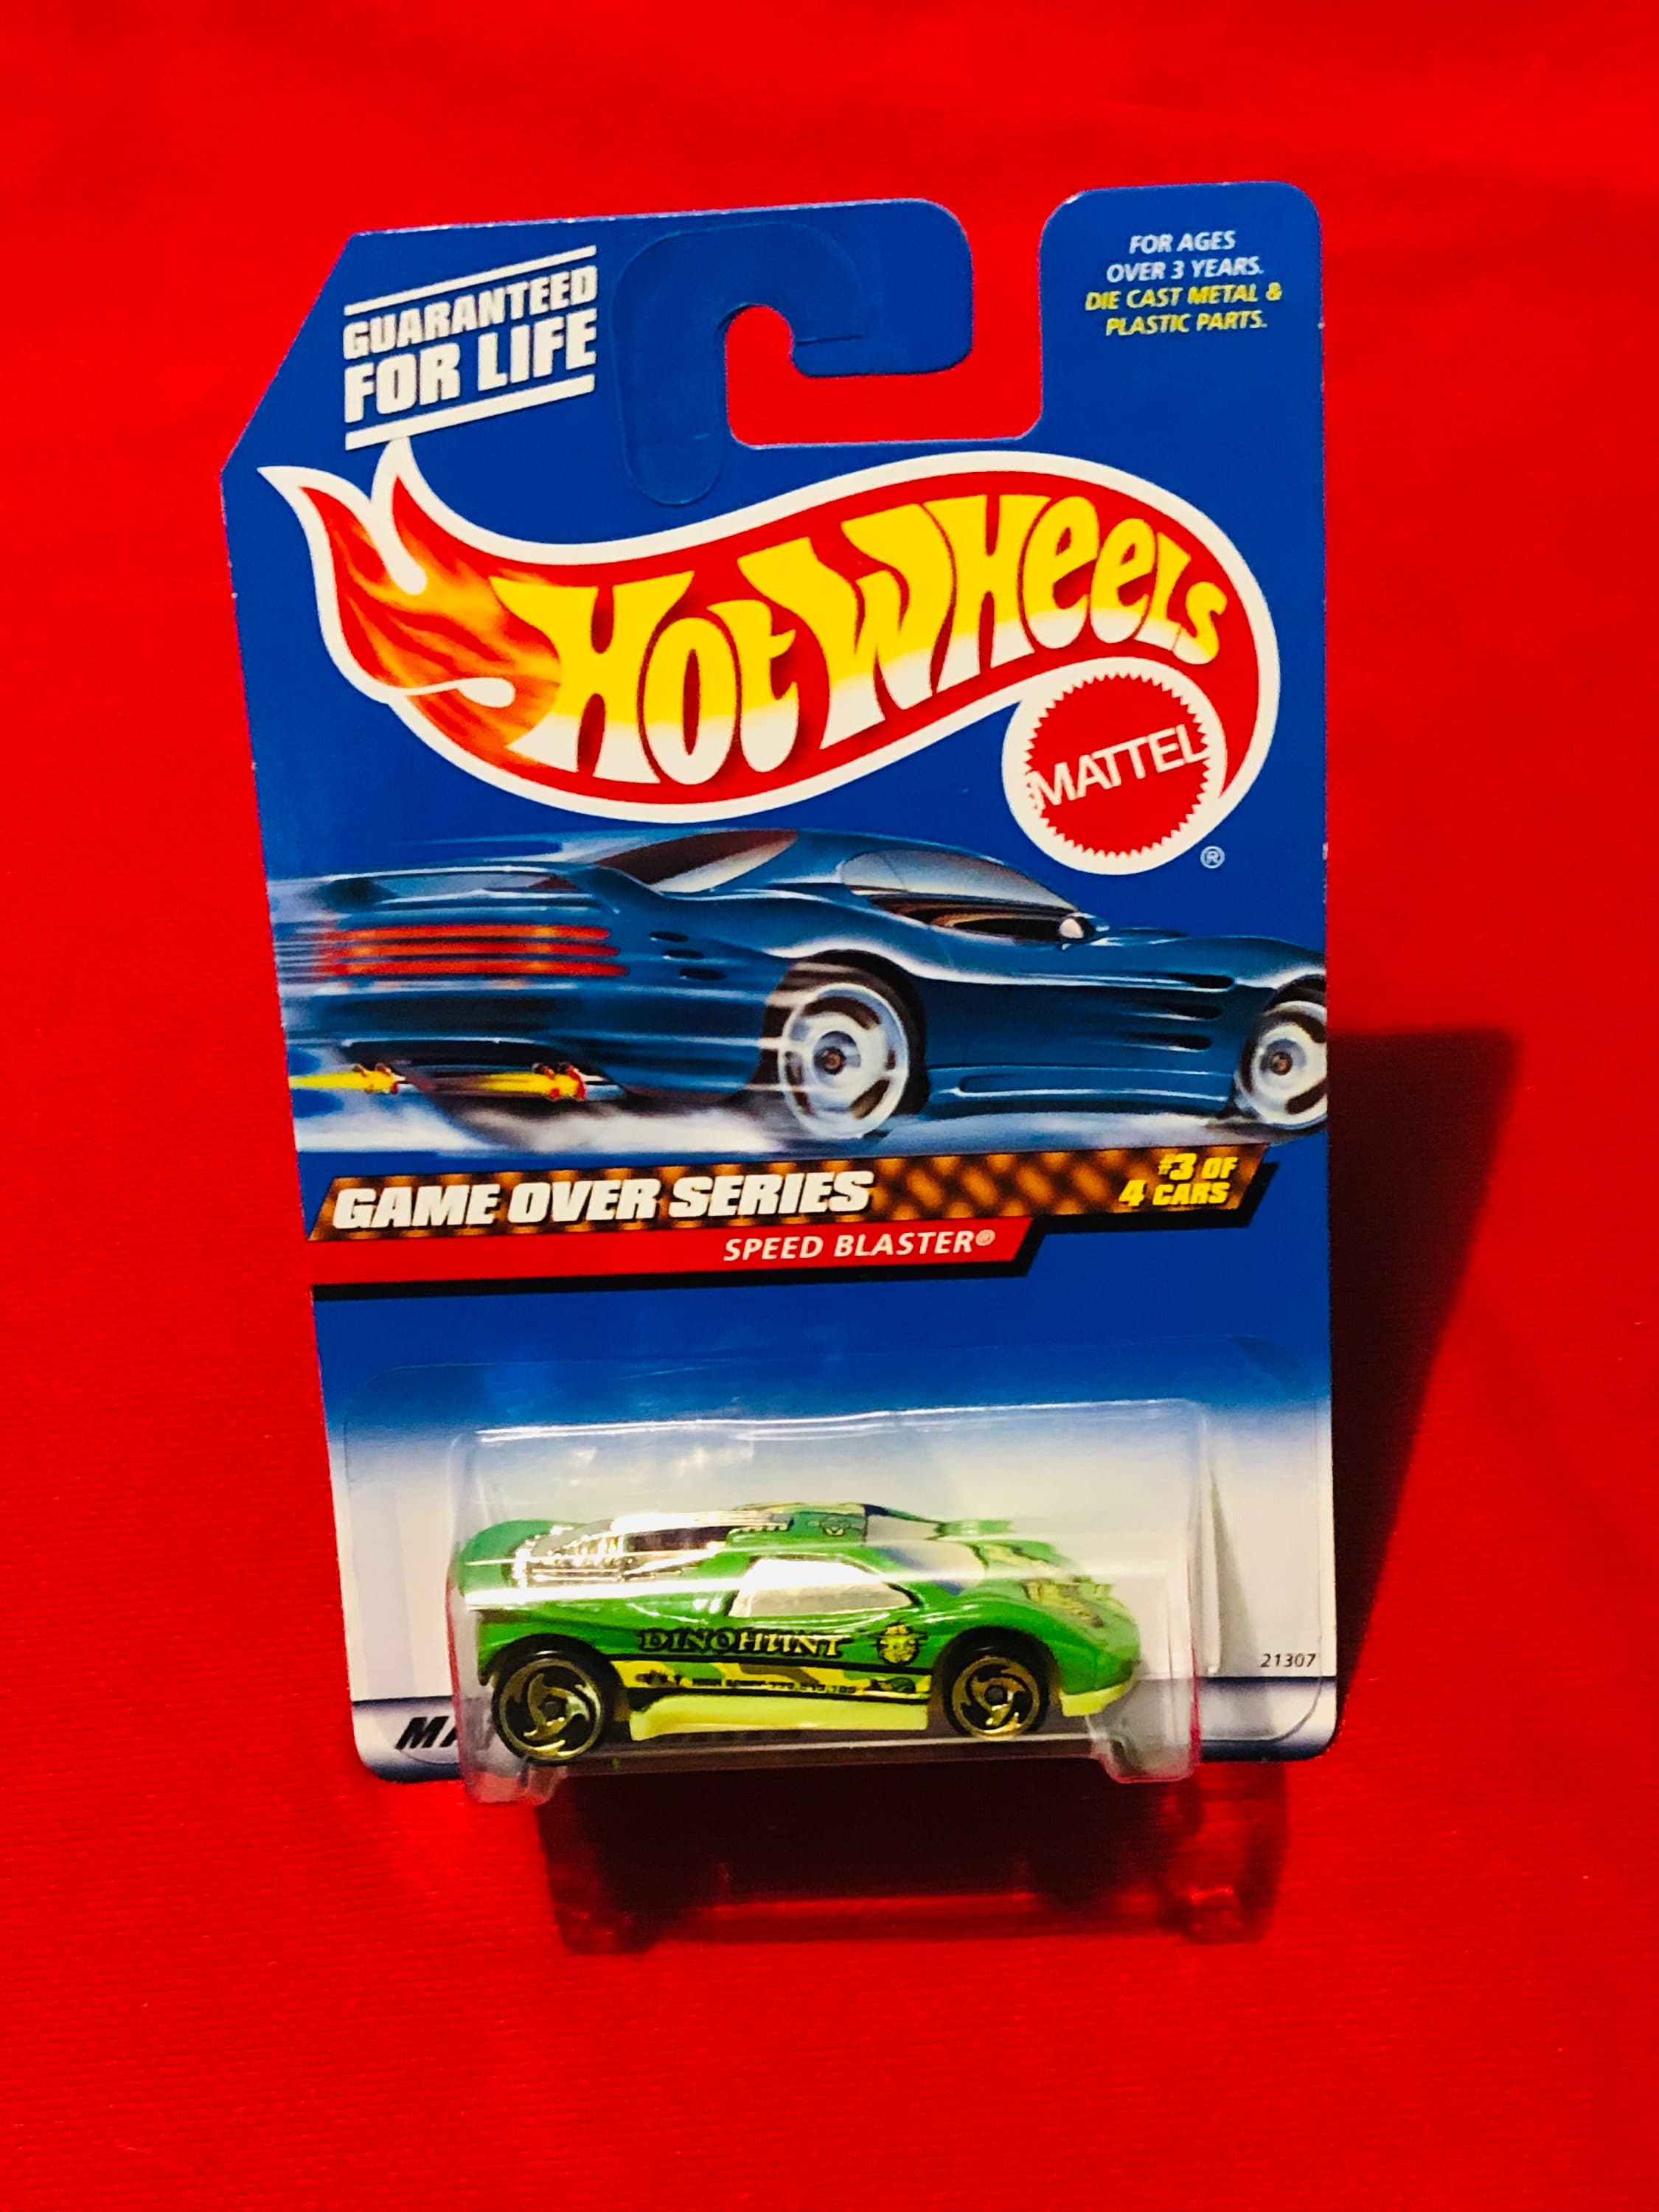 GUARANTEED
FOR LIFE
FOR AGES
OVER 3 YEARS.
DIE CAST METAL &
PLASTIC PARTS.
HOT WHEELS
MATTEL
®
GAME OVER SERIES
#3 OF
4 CARS
SPEED BLASTER®
DINOHUNT
21307